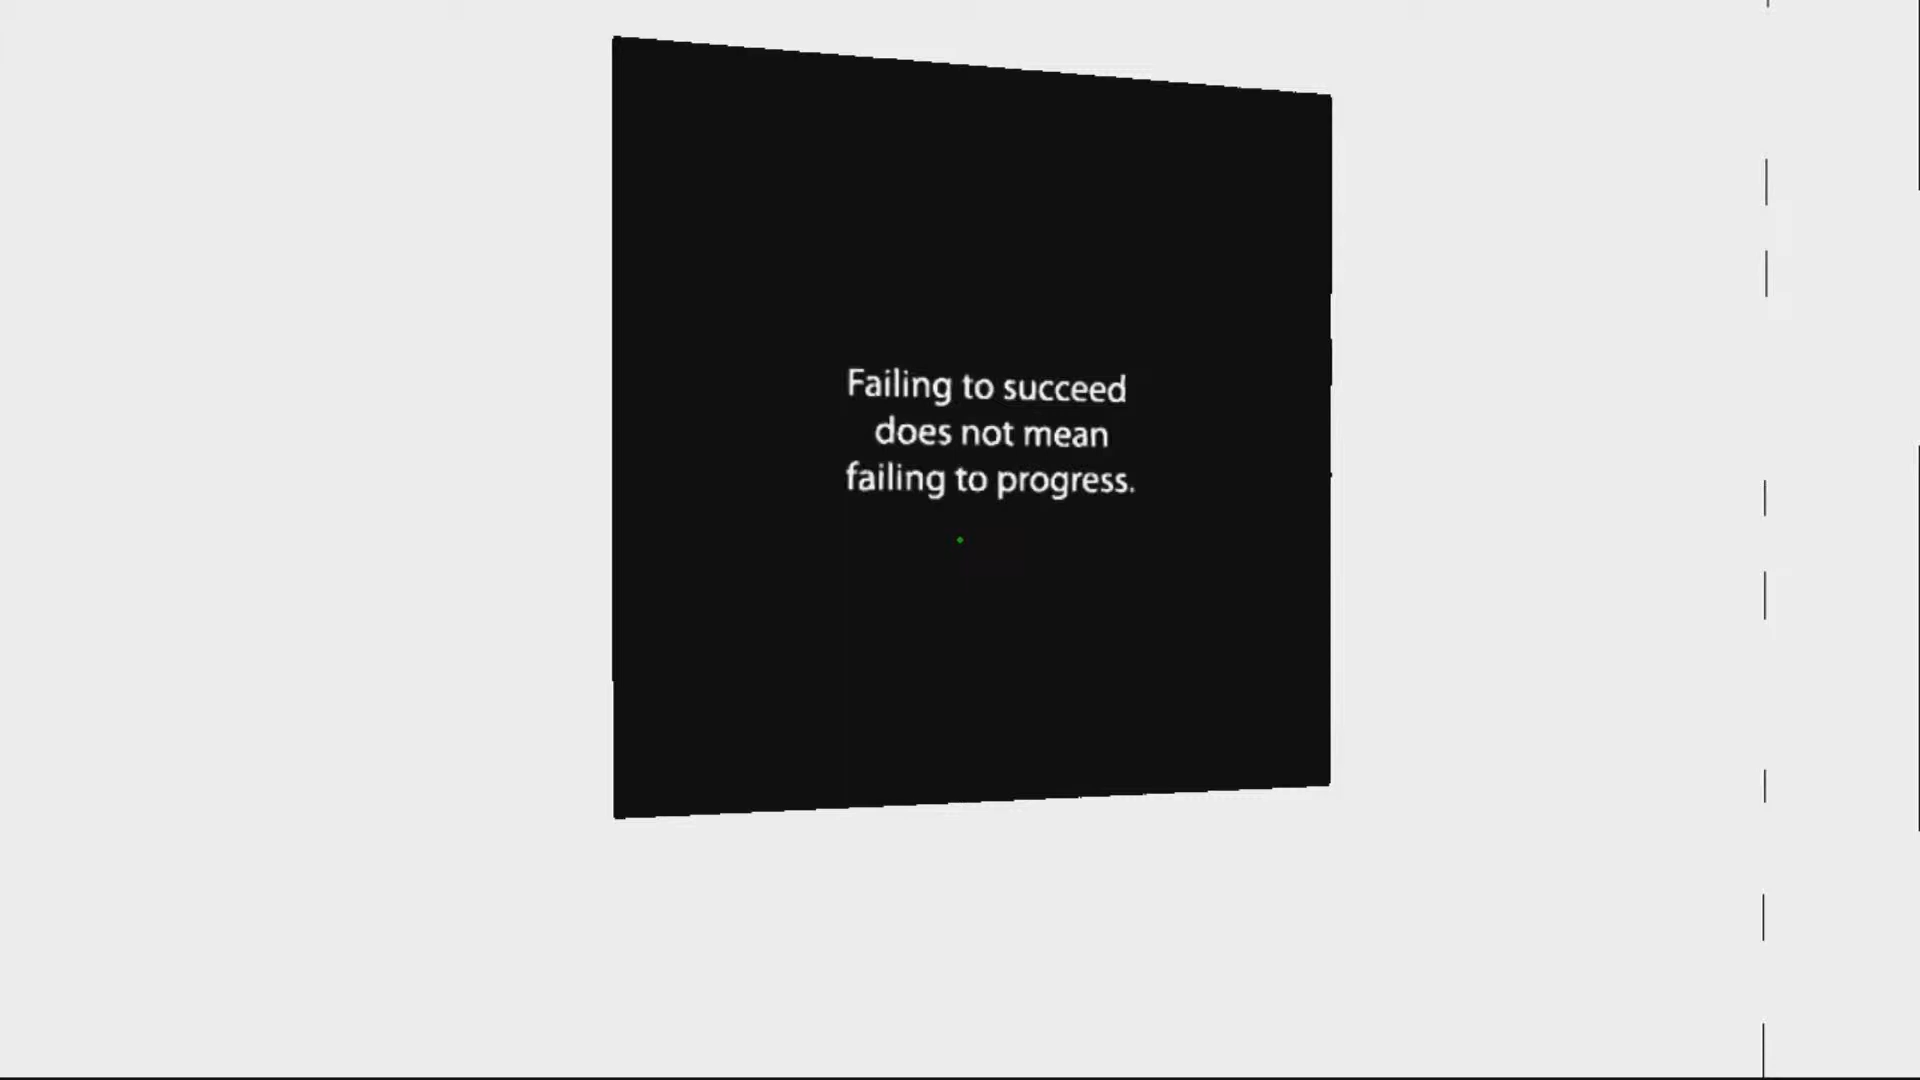 Failing to succeed
does not mean
failing to progress.